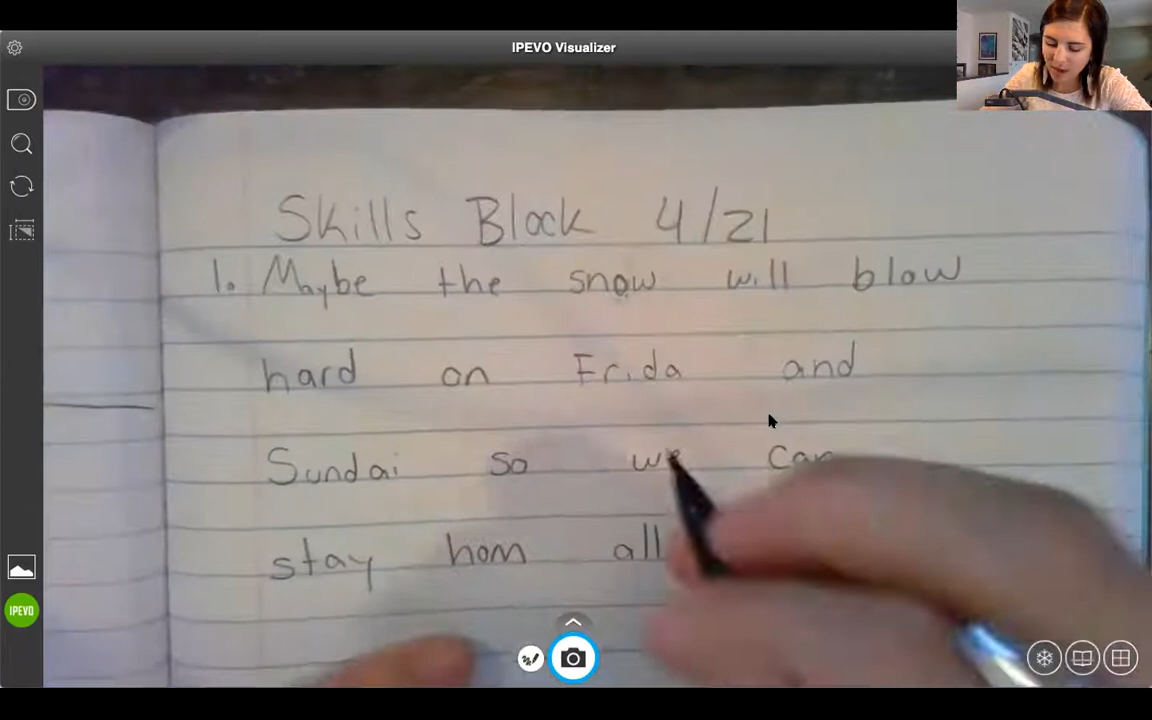 IPEVO Visualizer
Skills Block 4/21
1. Maybe the snow will blow
hard on Frida and
Sundai so we can
stay hom all
IPEVO